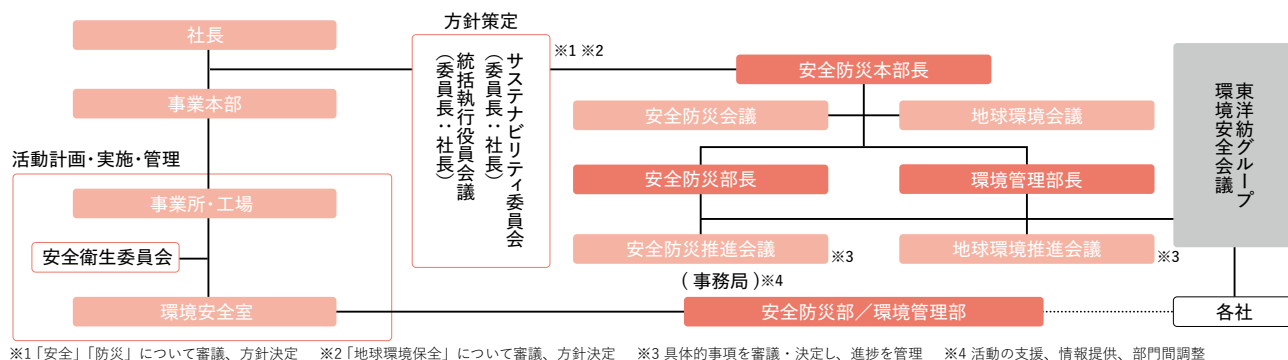 社長
事業本部
活動計画・実施・管理
事業所・工場
安全衛生委員会
環境安全室
方針策定
サステナビリティ委員会
(委員長:社長)
統括執行役員会議
(委員長:社長)
※1 ※2
安全防災本部長
安全防災会議
地球環境会議
安全防災部長
環境管理部長
安全防災推進会議
※3
地球環境推進会議
※3
(事務局)※4
安全防災部/環境管理部
東洋紡グループ
環境安全会議
各社
※1「安全」「防災」について審議、方針決定 ※2「地球環境保全」について審議、方針決定 ※3 具体的事項を審議・決定し、進捗を管理 ※4 活動の支援、情報提供、部門間調整